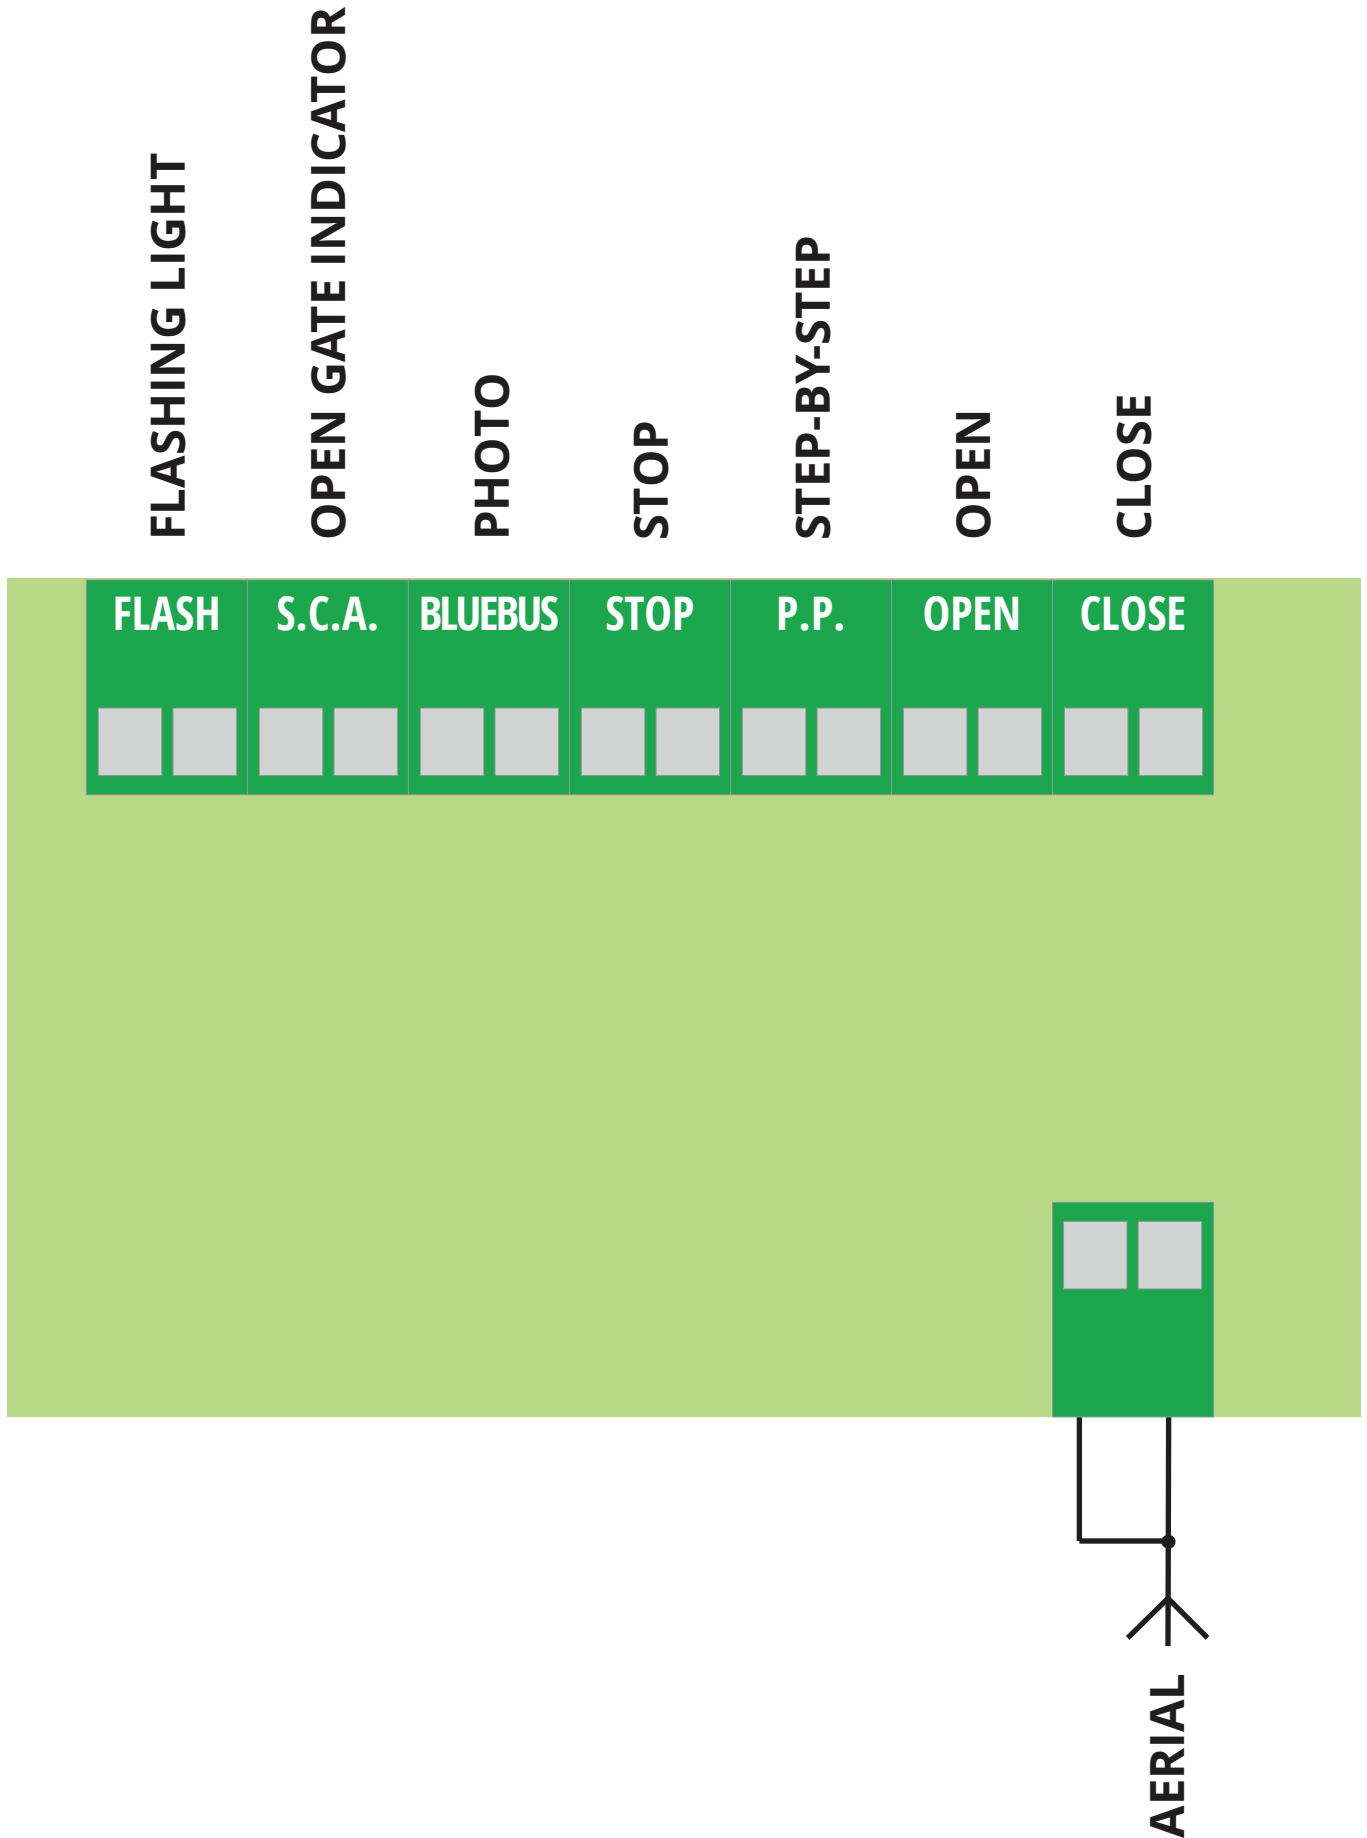 FLASHING LIGHT
OPEN GATE INDICATOR
PHOTO
STOP
STEP-BY-STEP
OPEN
CLOSE
FLASH
S.C.A.
BLUEBUS
STOP
P.P.
OPEN
CLOSE
AERIAL